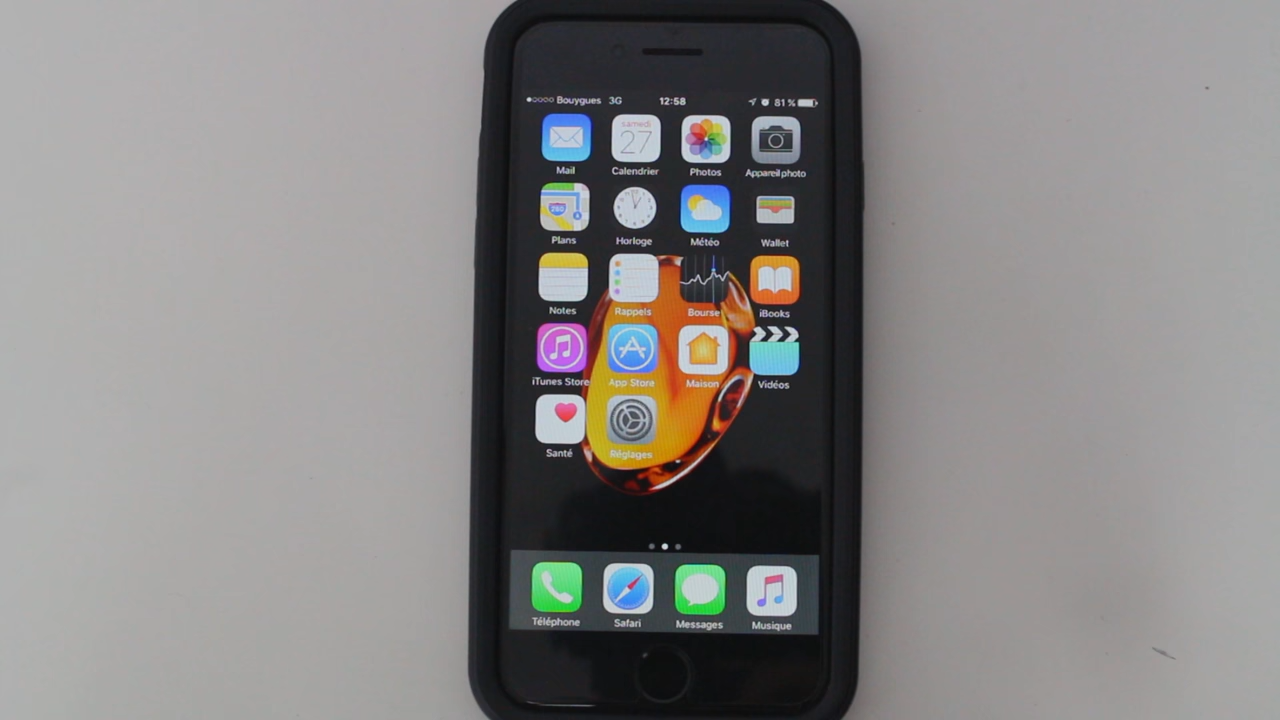 Bouygues 3G 12:58 81 %
samedi
27
Mail Calendrier Photos Appareil photo
280
Plans Horloge Météo Wallet
Notes Rappels Bourse iBooks
iTunes Store App Store Maison Vidéos
Santé Réglages
Téléphone Safari Messages Musique